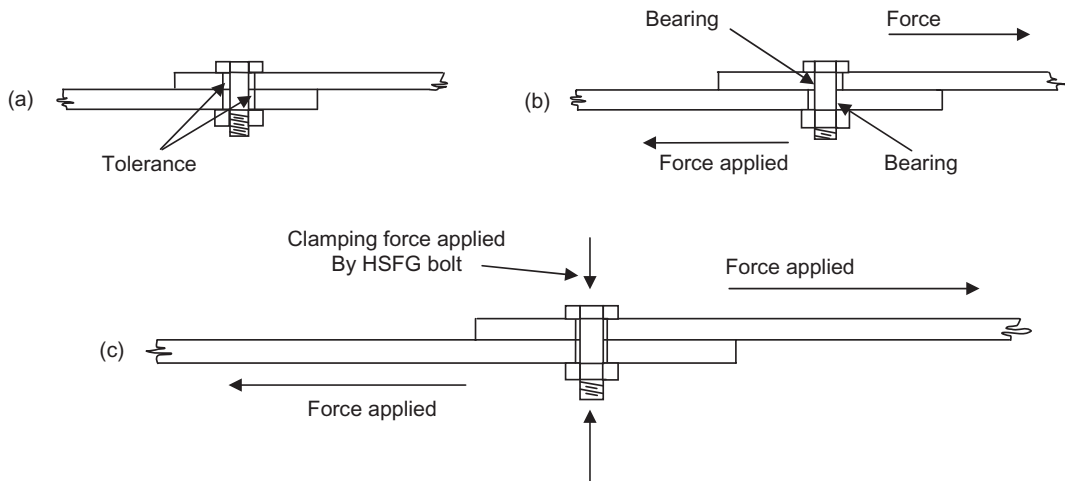 (a)
Tolerance
(b)
Bearing
Force
Force applied
Bearing
(c)
Clamping force applied
By HSFG bolt
Force applied
Force applied